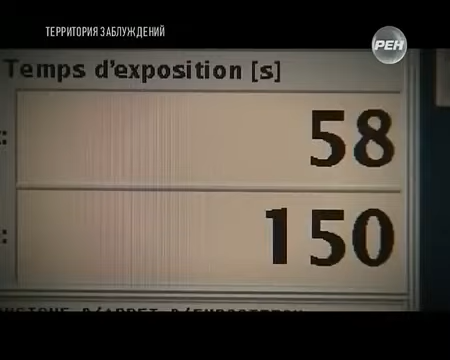 ТЕРРИТОРИЯ ЗАБЛУЖДЕНИЙ
РЕН
Temps d'exposition [s]
: 58
: 150